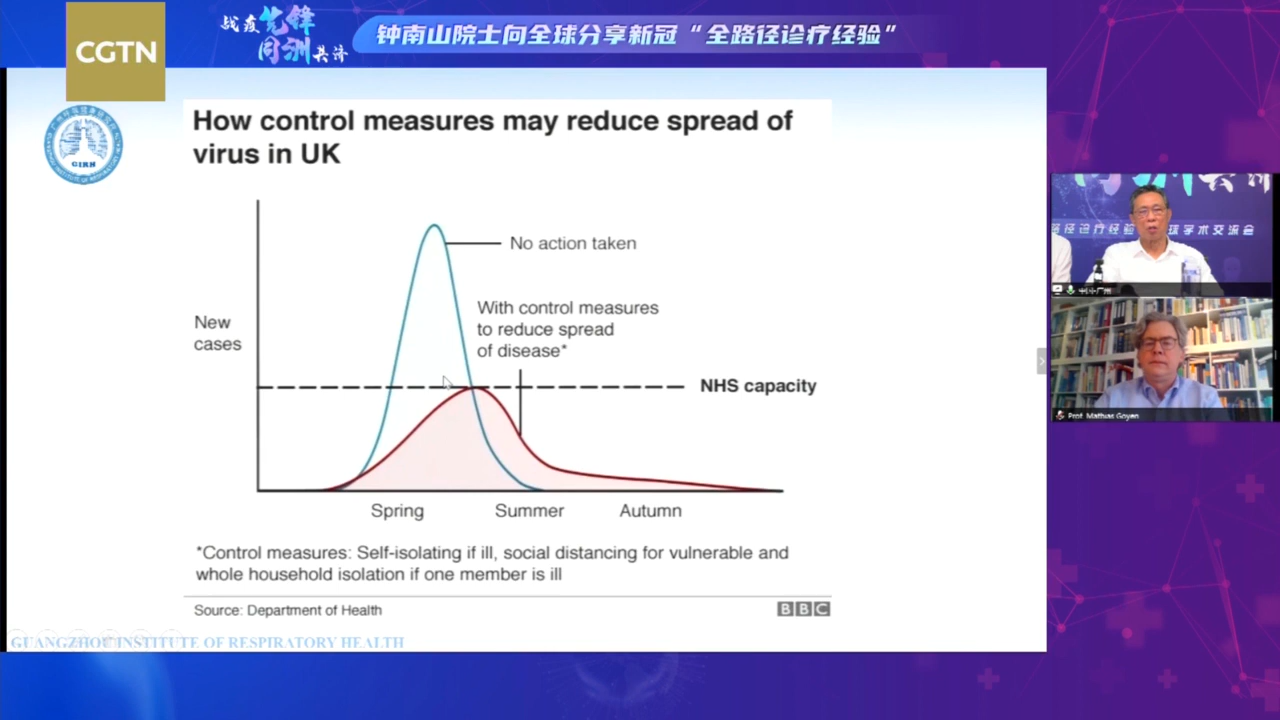 CGTN
战疫先锋
同洲共济
钟南山院士向全球分享新冠“全路径诊疗经验”
GIRH
How control measures may reduce spread of
virus in UK
No action taken
With control measures
to reduce spread
of disease*
New
cases
NHS capacity
Spring Summer Autumn
*Control measures: Self-isolating if ill, social distancing for vulnerable and
whole household isolation if one member is ill
Source: Department of Health
BBC
GUANGZHOU INSTITUTE OF RESPIRATORY HEALTH
中国-广州
Prof. Mathias Goyen